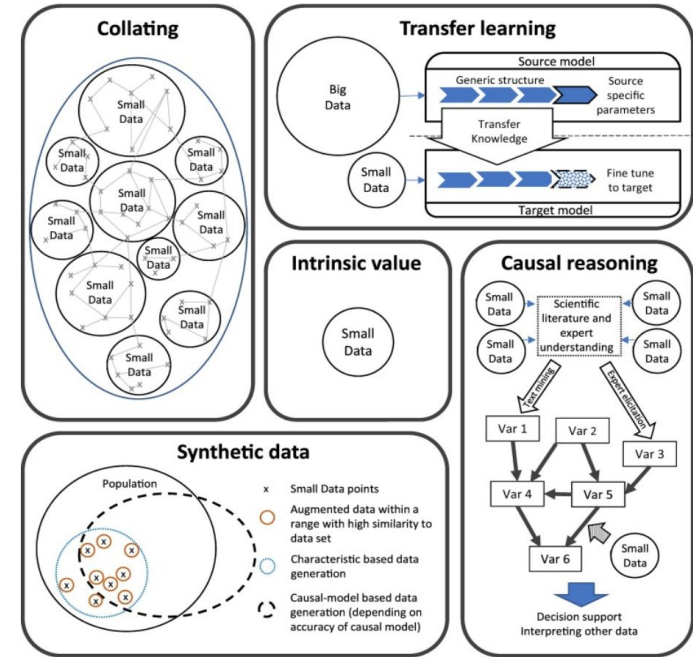 Collating
Small
Data
Small
Data
Small
Data
Small
Data
Small
Data
Small
Data
Small
Data
Small
Data
Small
Data
Small
Data
Transfer learning
Big
Data
Small
Data
Source model
Generic structure
Source
specific
parameters
Transfer
Knowledge
Fine tune
to target
Target model
Intrinsic value
Small
Data
Causal reasoning
Small
Data
Small
Data
Scientific
literature and
expert
understanding
Small
Data
Small
Data
Text mining
Expert elicitation
Var 1
Var 2
Var 3
Var 4
Var 5
Var 6
Small
Data
Decision support
Interpreting other data
Synthetic data
Population
x
x
x
x
x
x
x
x
x
x Small Data points
Augmented data within a
range with high similarity to
data set
Characteristic based data
generation
Causal-model based data
generation (depending on
accuracy of causal model)